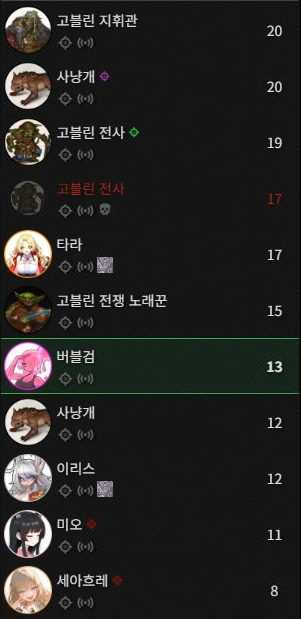 고블린 지휘관
20
사냥개
20
고블린 전사
19
고블린 전사
17
타라
17
고블린 전쟁 노래꾼
15
버블검
13
사냥개
12
이리스
12
미오
11
세아흐레
8